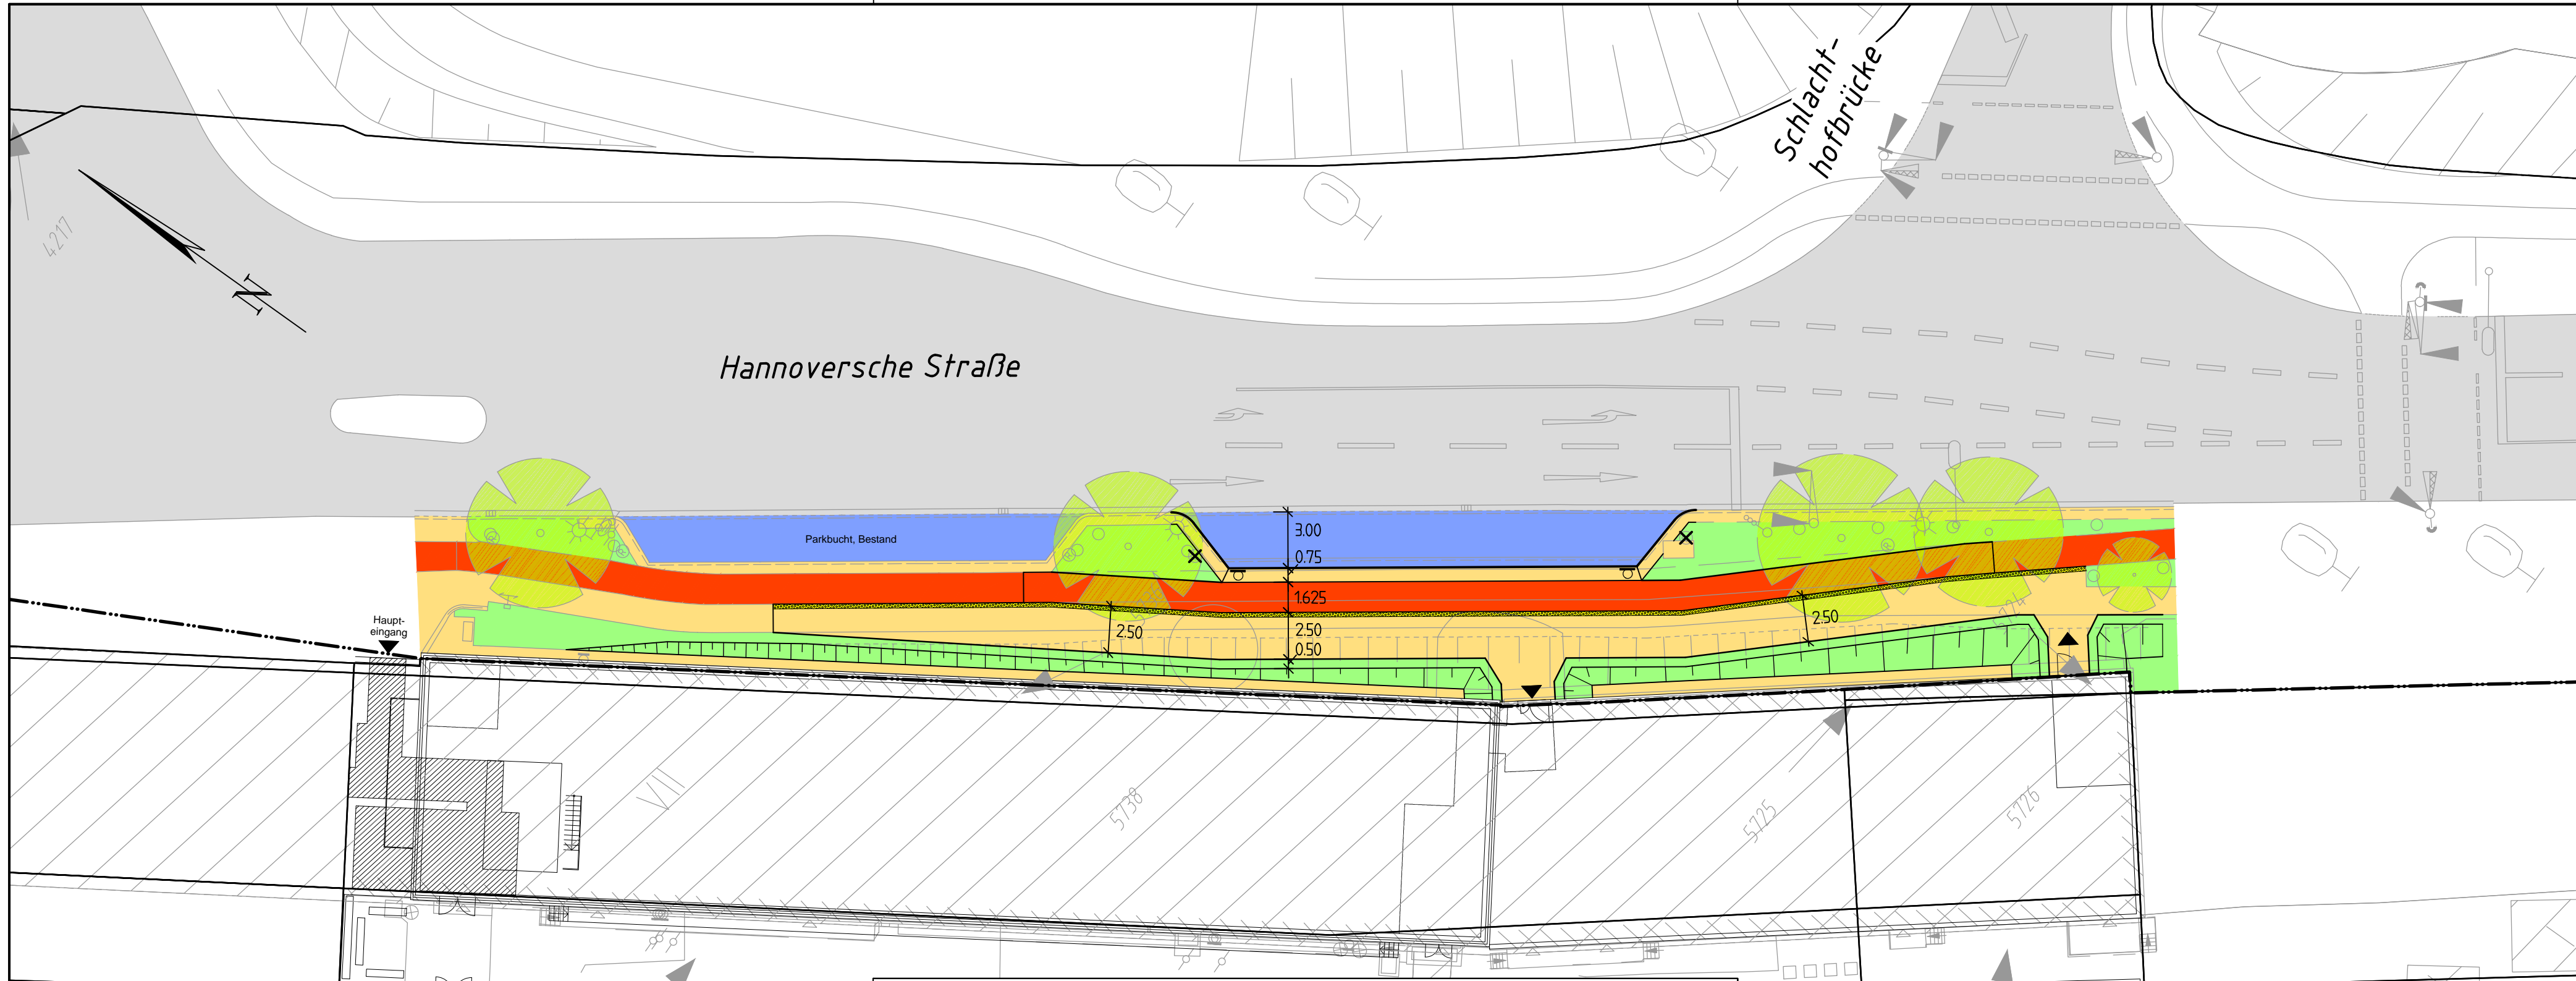 Schlacht-
hofbrücke
4217
N
Hannoversche Straße
Parkbucht, Bestand
3.00
0.75
1.625
2.50
0.50
2.50
2.50
Haupt-
eingang
VII
5738
5725
5726